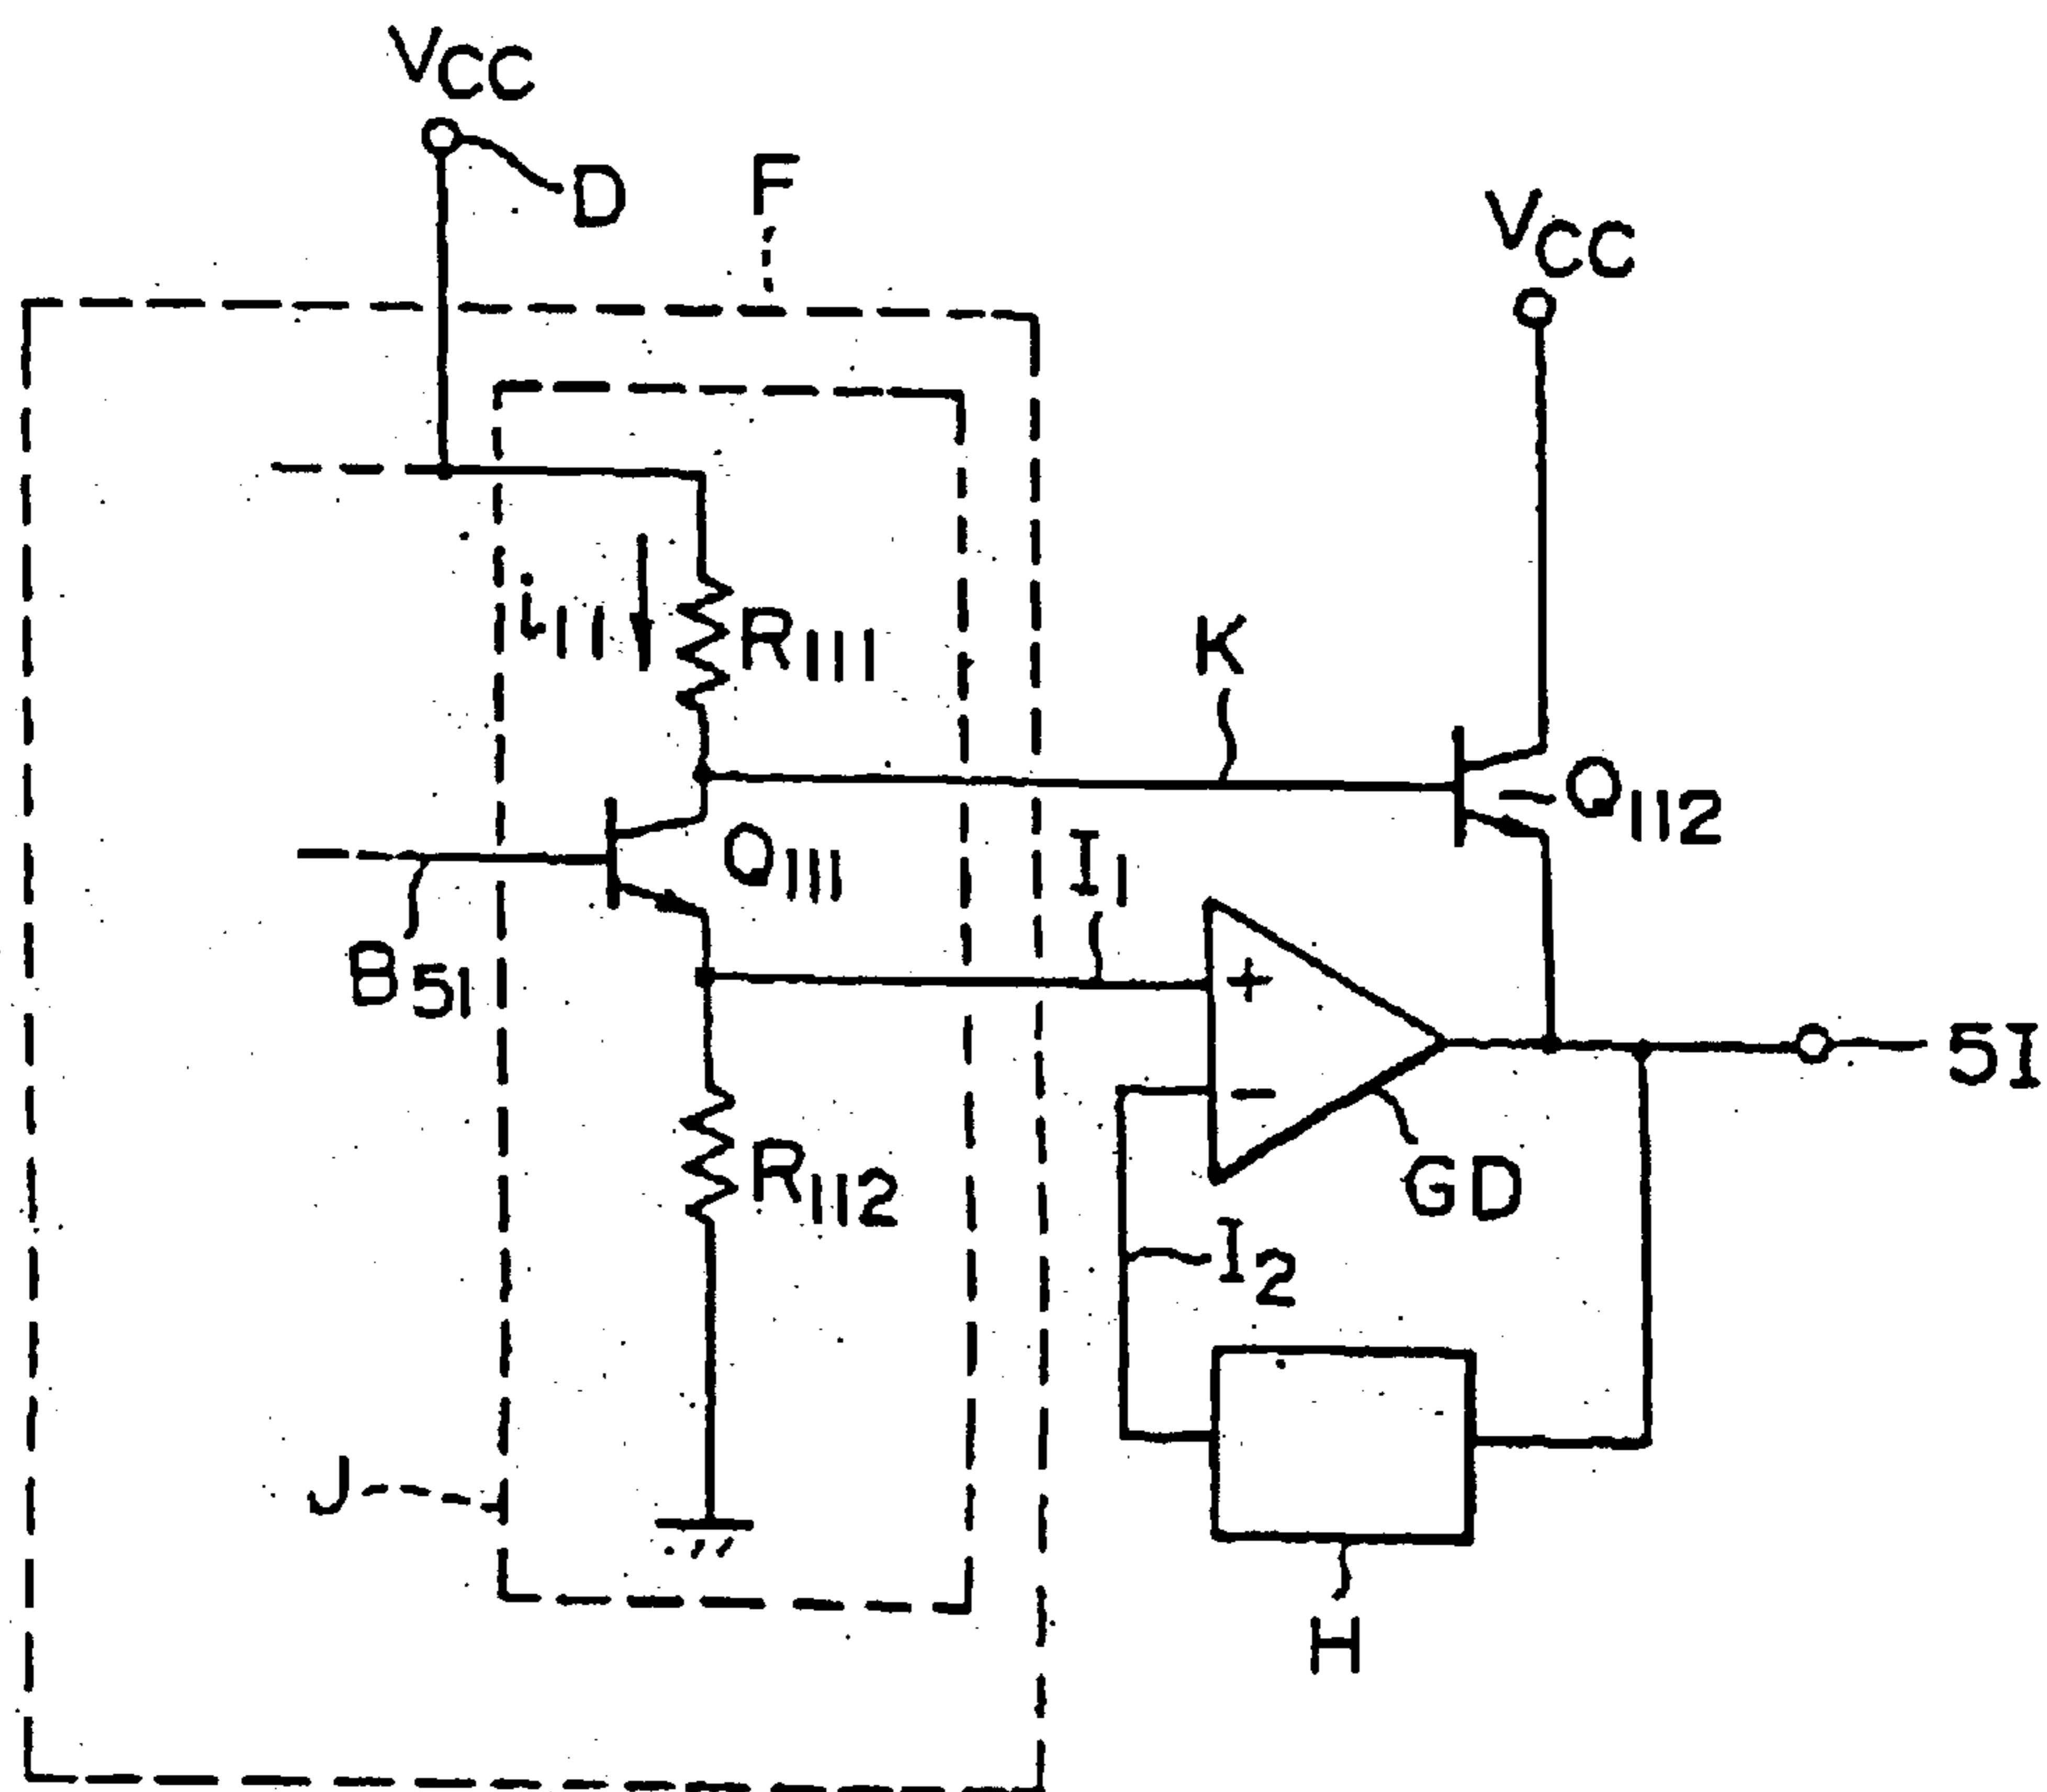 VCC
D
F
VCC
i111
R111
K
Q112
Q111
I1
B51
+
5I
−
GD
R112
I2
J
H